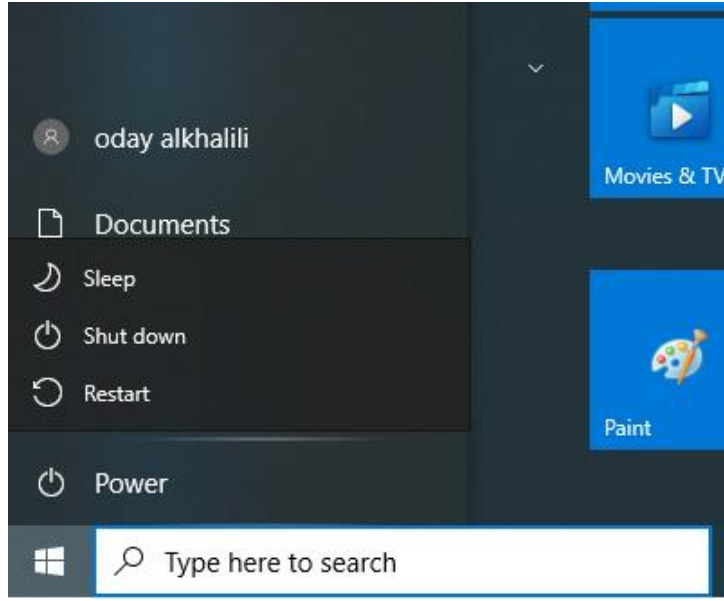 oday alkhalili
Documents
Sleep
Shut down
Restart
Power
Type here to search
Movies & TV
Paint